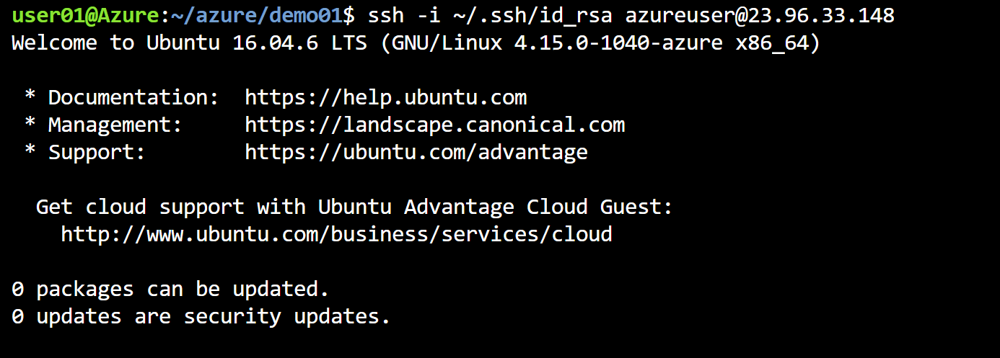 user01@Azure:~/azure/demo01$ ssh -i ~/.ssh/id_rsa azureuser@23.96.33.148
Welcome to Ubuntu 16.04.6 LTS (GNU/Linux 4.15.0-1040-azure x86_64)
* Documentation:  https://help.ubuntu.com
* Management:     https://landscape.canonical.com
* Support:        https://ubuntu.com/advantage
Get cloud support with Ubuntu Advantage Cloud Guest:
http://www.ubuntu.com/business/services/cloud
0 packages can be updated.
0 updates are security updates.